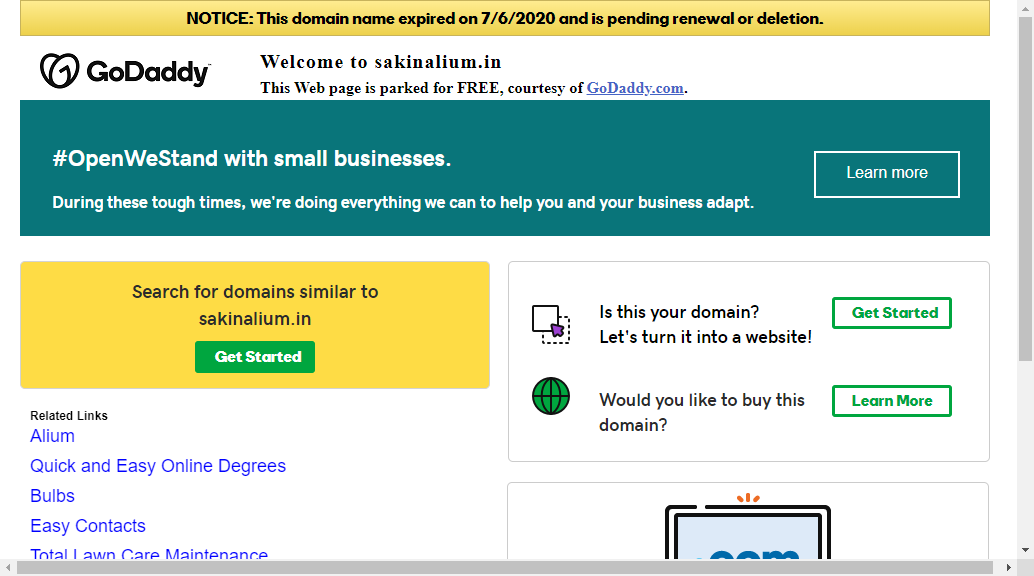 NOTICE: This domain name expired on 7/6/2020 and is pending renewal or deletion.
GoDaddy
Welcome to sakinalium.in
This Web page is parked for FREE, courtesy of GoDaddy.com.
#OpenWeStand with small businesses.
During these tough times, we're doing everything we can to help you and your business adapt.
Learn more
Search for domains similar to
sakinalium.in
Get Started
Is this your domain?
Let's turn it into a website!
Get Started
Would you like to buy this
domain?
Learn More
Related Links
Alium
Quick and Easy Online Degrees
Bulbs
Easy Contacts
Total Lawn Care Maintenance
.com